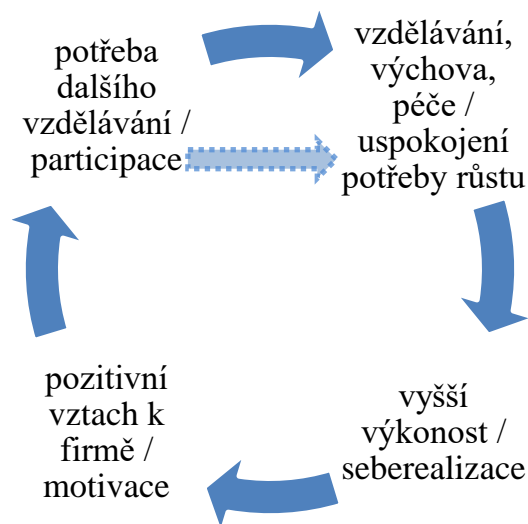 potřeba
dalšího
vzdělávání /
participace
vzdělávání,
výchova,
péče /
uspokojení
potřeby růstu
vyšší
výkonost /
seberealizace
pozitivní
vztach k
firmě /
motivace